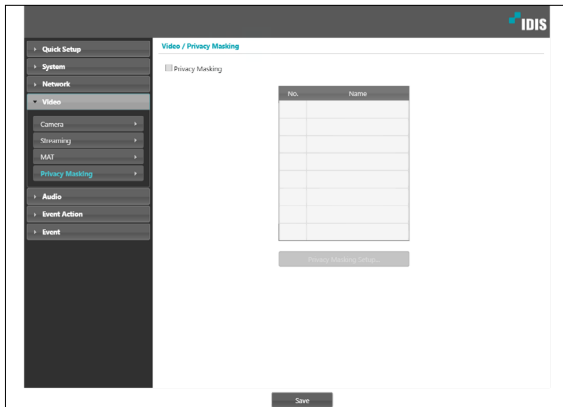 IDIS
Quick Setup
System
Network
Video
Camera
Streaming
MAT
Privacy Masking
Audio
Event Action
Event
Video / Privacy Masking
Privacy Masking
No. Name
Privacy Masking Setup...
Save